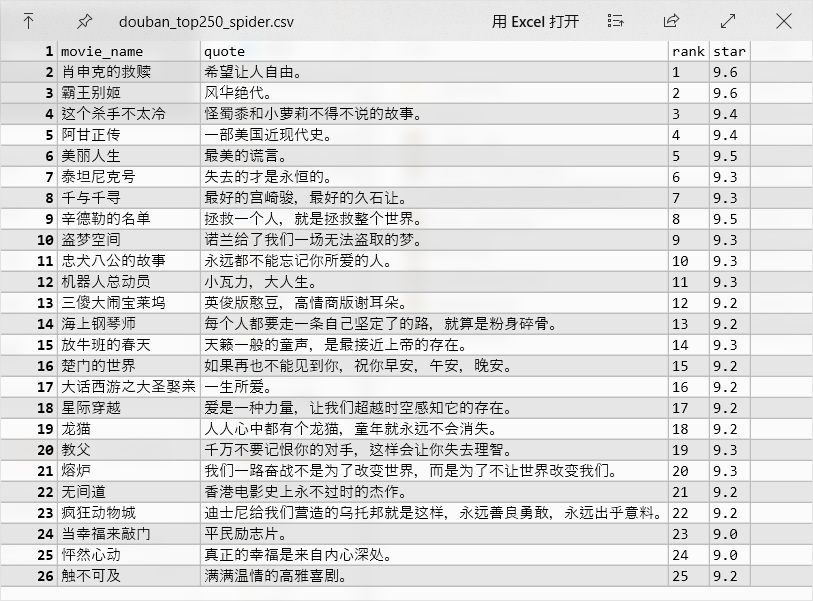 douban_top250_spider.csv 用 Excel 打开
1 movie_name quote rank star
2 肖申克的救赎 希望让人自由。 1 9.6
3 霸王别姬 风华绝代。 2 9.6
4 这个杀手不太冷 怪蜀黍和小萝莉不得不说的故事。 3 9.4
5 阿甘正传 一部美国近现代史。 4 9.4
6 美丽人生 最美的谎言。 5 9.5
7 泰坦尼克号 失去的才是永恒的。 6 9.3
8 千与千寻 最好的宫崎骏，最好的久石让。 7 9.3
9 辛德勒的名单 拯救一个人，就是拯救整个世界。 8 9.5
10 盗梦空间 诺兰给了我们一场无法盗取的梦。 9 9.3
11 忠犬八公的故事 永远都不能忘记你所爱的人。 10 9.3
12 机器人总动员 小瓦力，大人生。 11 9.3
13 三傻大闹宝莱坞 英俊版憨豆，高情商版谢耳朵。 12 9.2
14 海上钢琴师 每个人都要走一条自己坚定了的路，就算是粉身碎骨。 13 9.2
15 放牛班的春天 天籁一般的童声，是最接近上帝的存在。 14 9.3
16 楚门的世界 如果再也不能见到你，祝你早安，午安，晚安。 15 9.2
17 大话西游之大圣娶亲 一生所爱。 16 9.2
18 星际穿越 爱是一种力量，让我们超越时空感知它的存在。 17 9.2
19 龙猫 人人心中都有个龙猫，童年就永远不会消失。 18 9.2
20 教父 千万不要记恨你的对手，这样会让你失去理智。 19 9.3
21 熔炉 我们一路奋战不是为了改变世界，而是为了不让世界改变我们。 20 9.3
22 无间道 香港电影史上永不过时的杰作。 21 9.2
23 疯狂动物城 迪士尼给我们营造的乌托邦就是这样，永远善良勇敢，永远出乎意料。 22 9.2
24 当幸福来敲门 平民励志片。 23 9.0
25 怦然心动 真正的幸福是来自内心深处。 24 9.0
26 触不可及 满满温情的高雅喜剧。 25 9.2